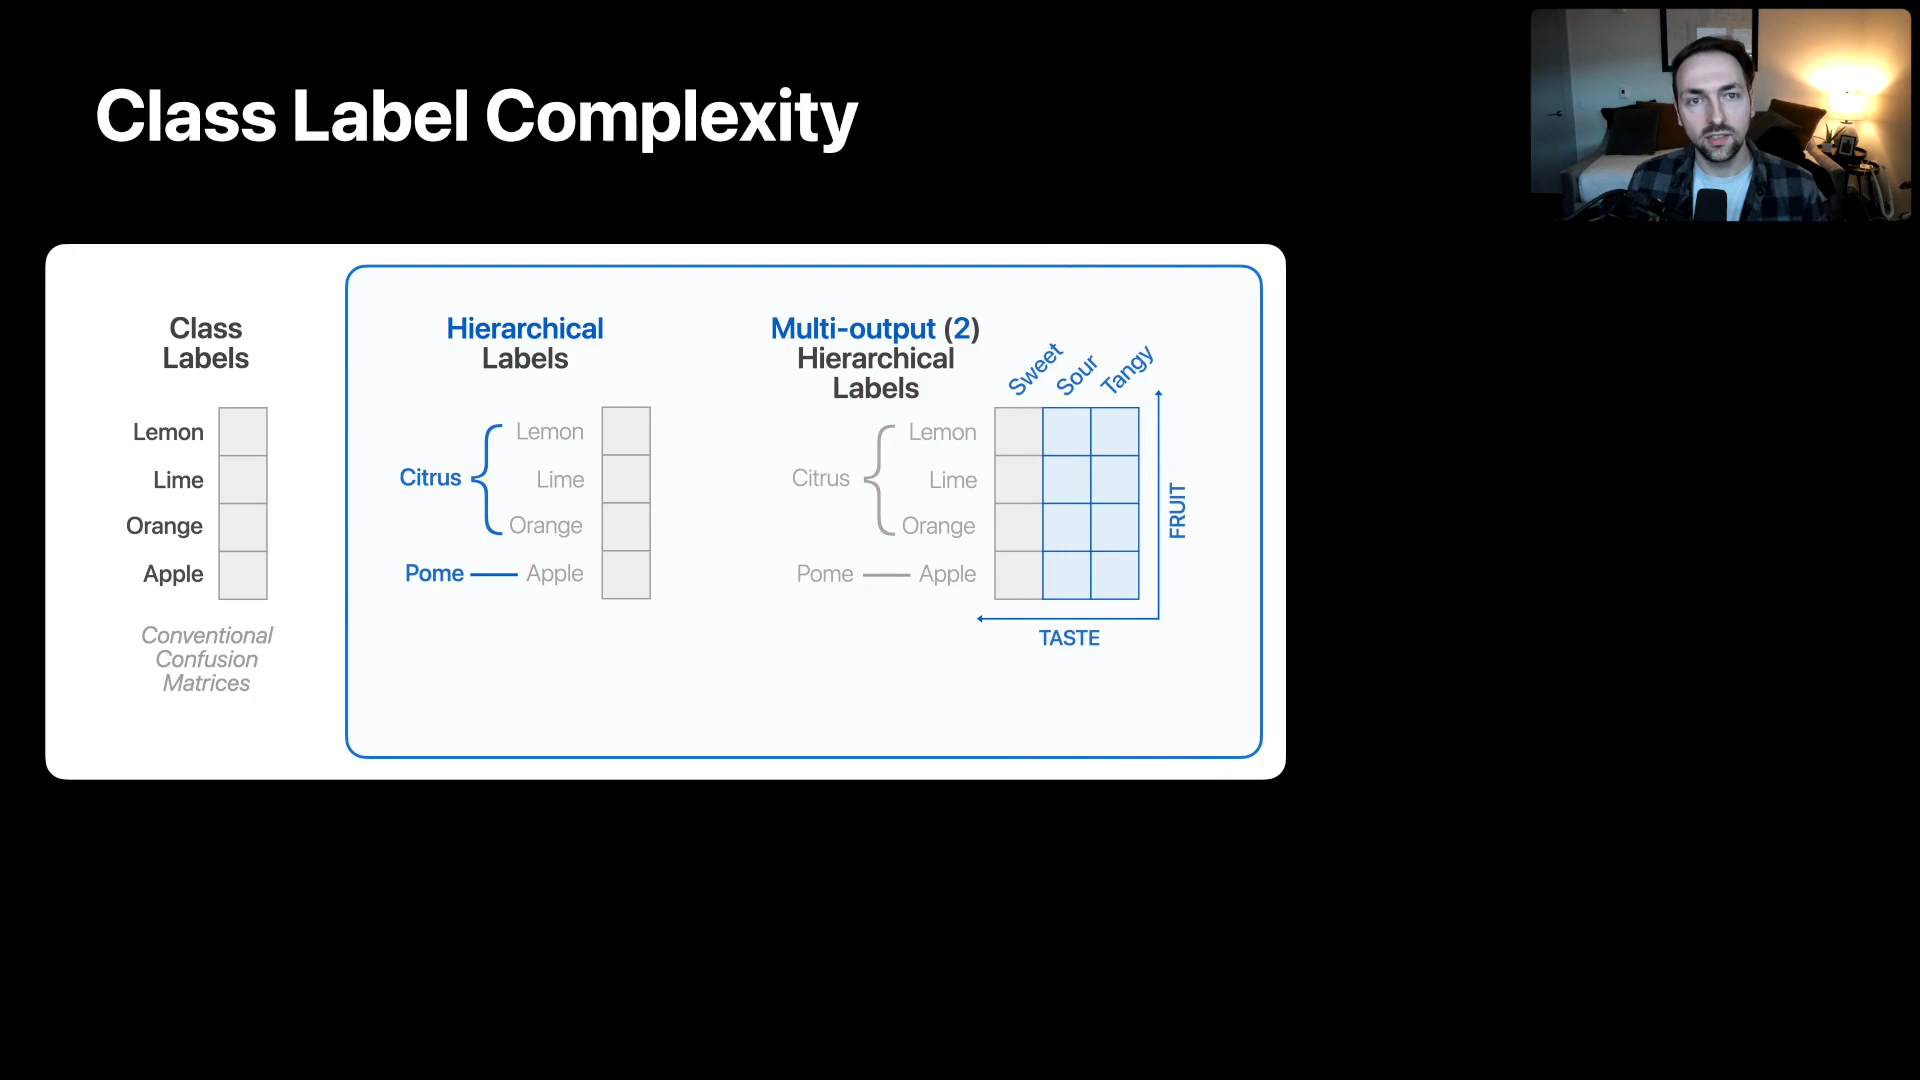 Class Label Complexity
Class
Labels
Lemon
Lime
Orange
Apple
Conventional
Confusion
Matrices
Hierarchical
Labels
Citrus
Lemon
Lime
Orange
Pome
Apple
Multi-output (2)
Hierarchical
Labels
Sweet
Sour
Tangy
Citrus
Lemon
Lime
Orange
Pome
Apple
FRUIT
TASTE